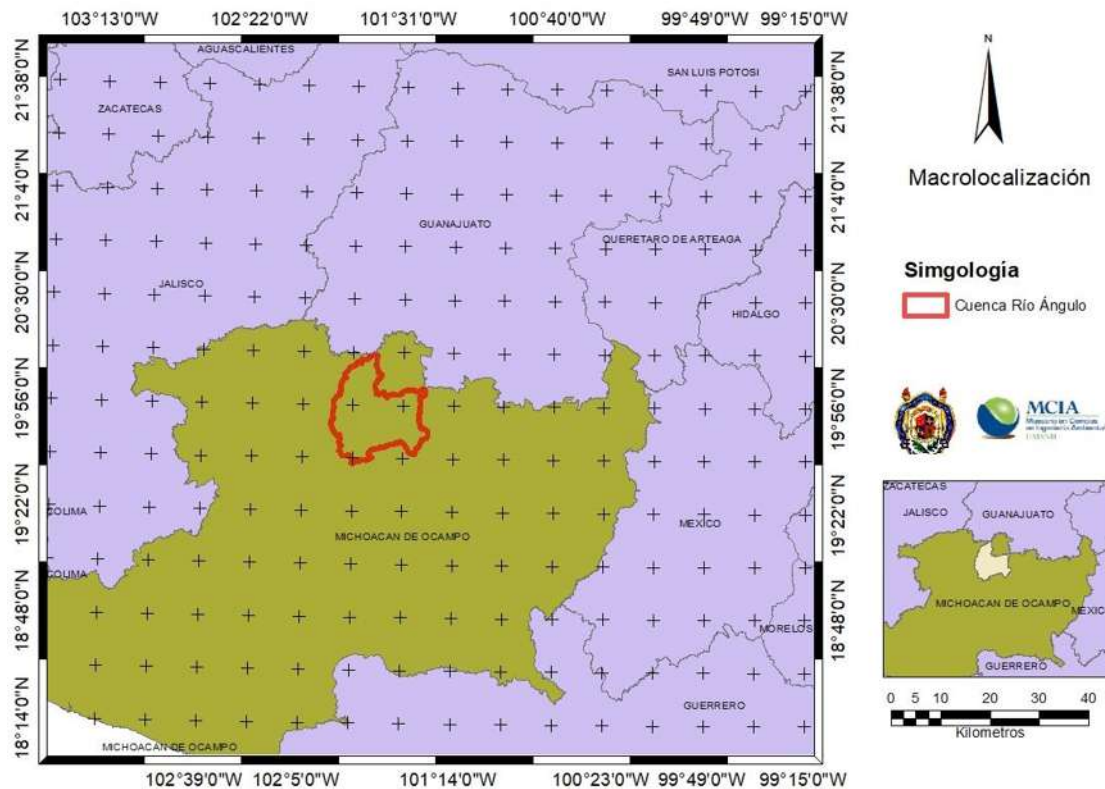 103°13'0"W 102°22'0"W 101°31'0"W 100°40'0"W 99°49'0"W 99°15'0"W
21°38'0"N
21°4'0"N
20°30'0"N
19°56'0"N
19°22'0"N
18°48'0"N
18°14'0"N
AGUASCALIENTES
SAN LUIS POTOSI
ZACATECAS
GUANAJUATO
QUERETARO DE ARTEAGA
JALISCO
HIDALGO
COLIMA
MEXICO
MICHOACAN DE OCAMPO
COLIMA
MORELOS
GUERRERO
MICHOACAN DE OCAMPO
21°38'0"N
21°4'0"N
20°30'0"N
19°56'0"N
19°22'0"N
18°48'0"N
18°14'0"N
102°39'0"W 102°5'0"W 101°14'0"W 100°23'0"W 99°49'0"W 99°15'0"W
N
Macrolocalización
Simgología
Cuenca Río Ángulo
MCIA
Maestría en Ciencias
en Ingeniería Ambiental
ZACATECAS
JALISCO
GUANAJUATO
MICHOACAN DE OCAMPO
MEXICO
GUERRERO
0 5 10 20 30 40
Kilometros